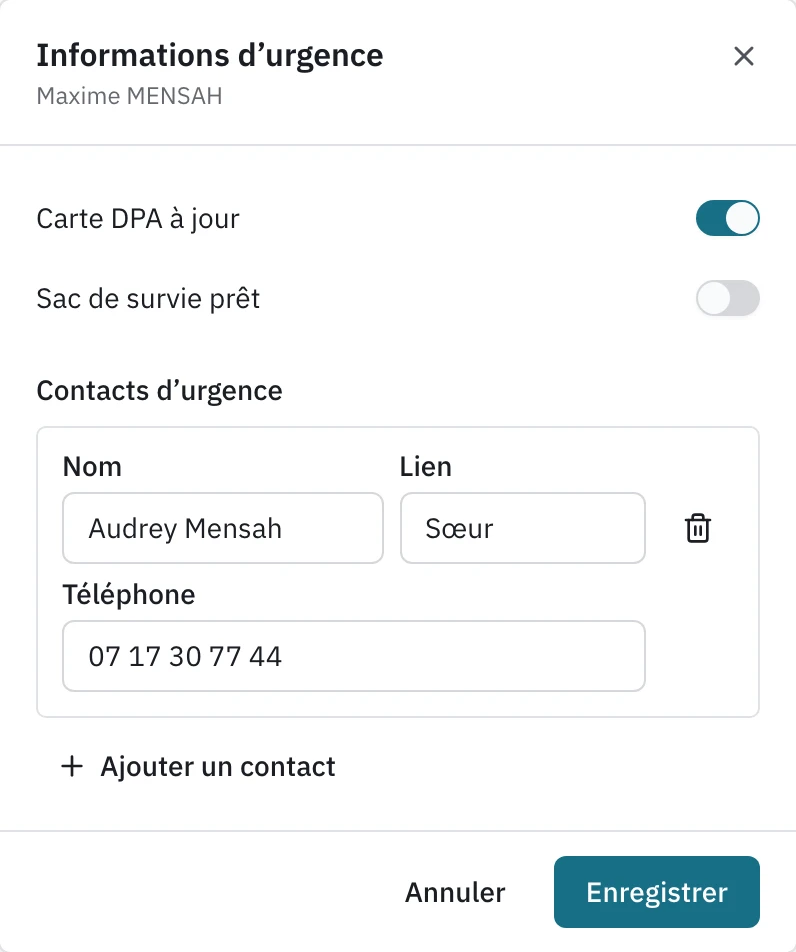 Informations d’urgence
Maxime MENSAH
Carte DPA à jour
Sac de survie prêt
Contacts d’urgence
Nom Lien
Audrey Mensah Sœur
Téléphone
07 17 30 77 44
Ajouter un contact
Annuler Enregistrer